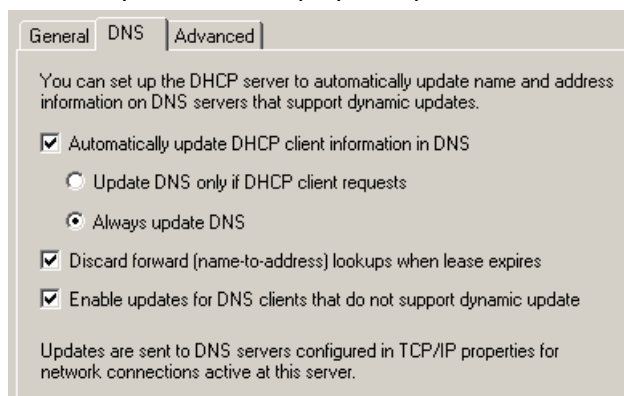 General DNS Advanced
You can set up the DHCP server to automatically update name and address
information on DNS servers that support dynamic updates.
Automatically update DHCP client information in DNS
Update DNS only if DHCP client requests
Always update DNS
Discard forward (name-to-address) lookups when lease expires
Enable updates for DNS clients that do not support dynamic update
Updates are sent to DNS servers configured in TCP/IP properties for
network connections active at this server.